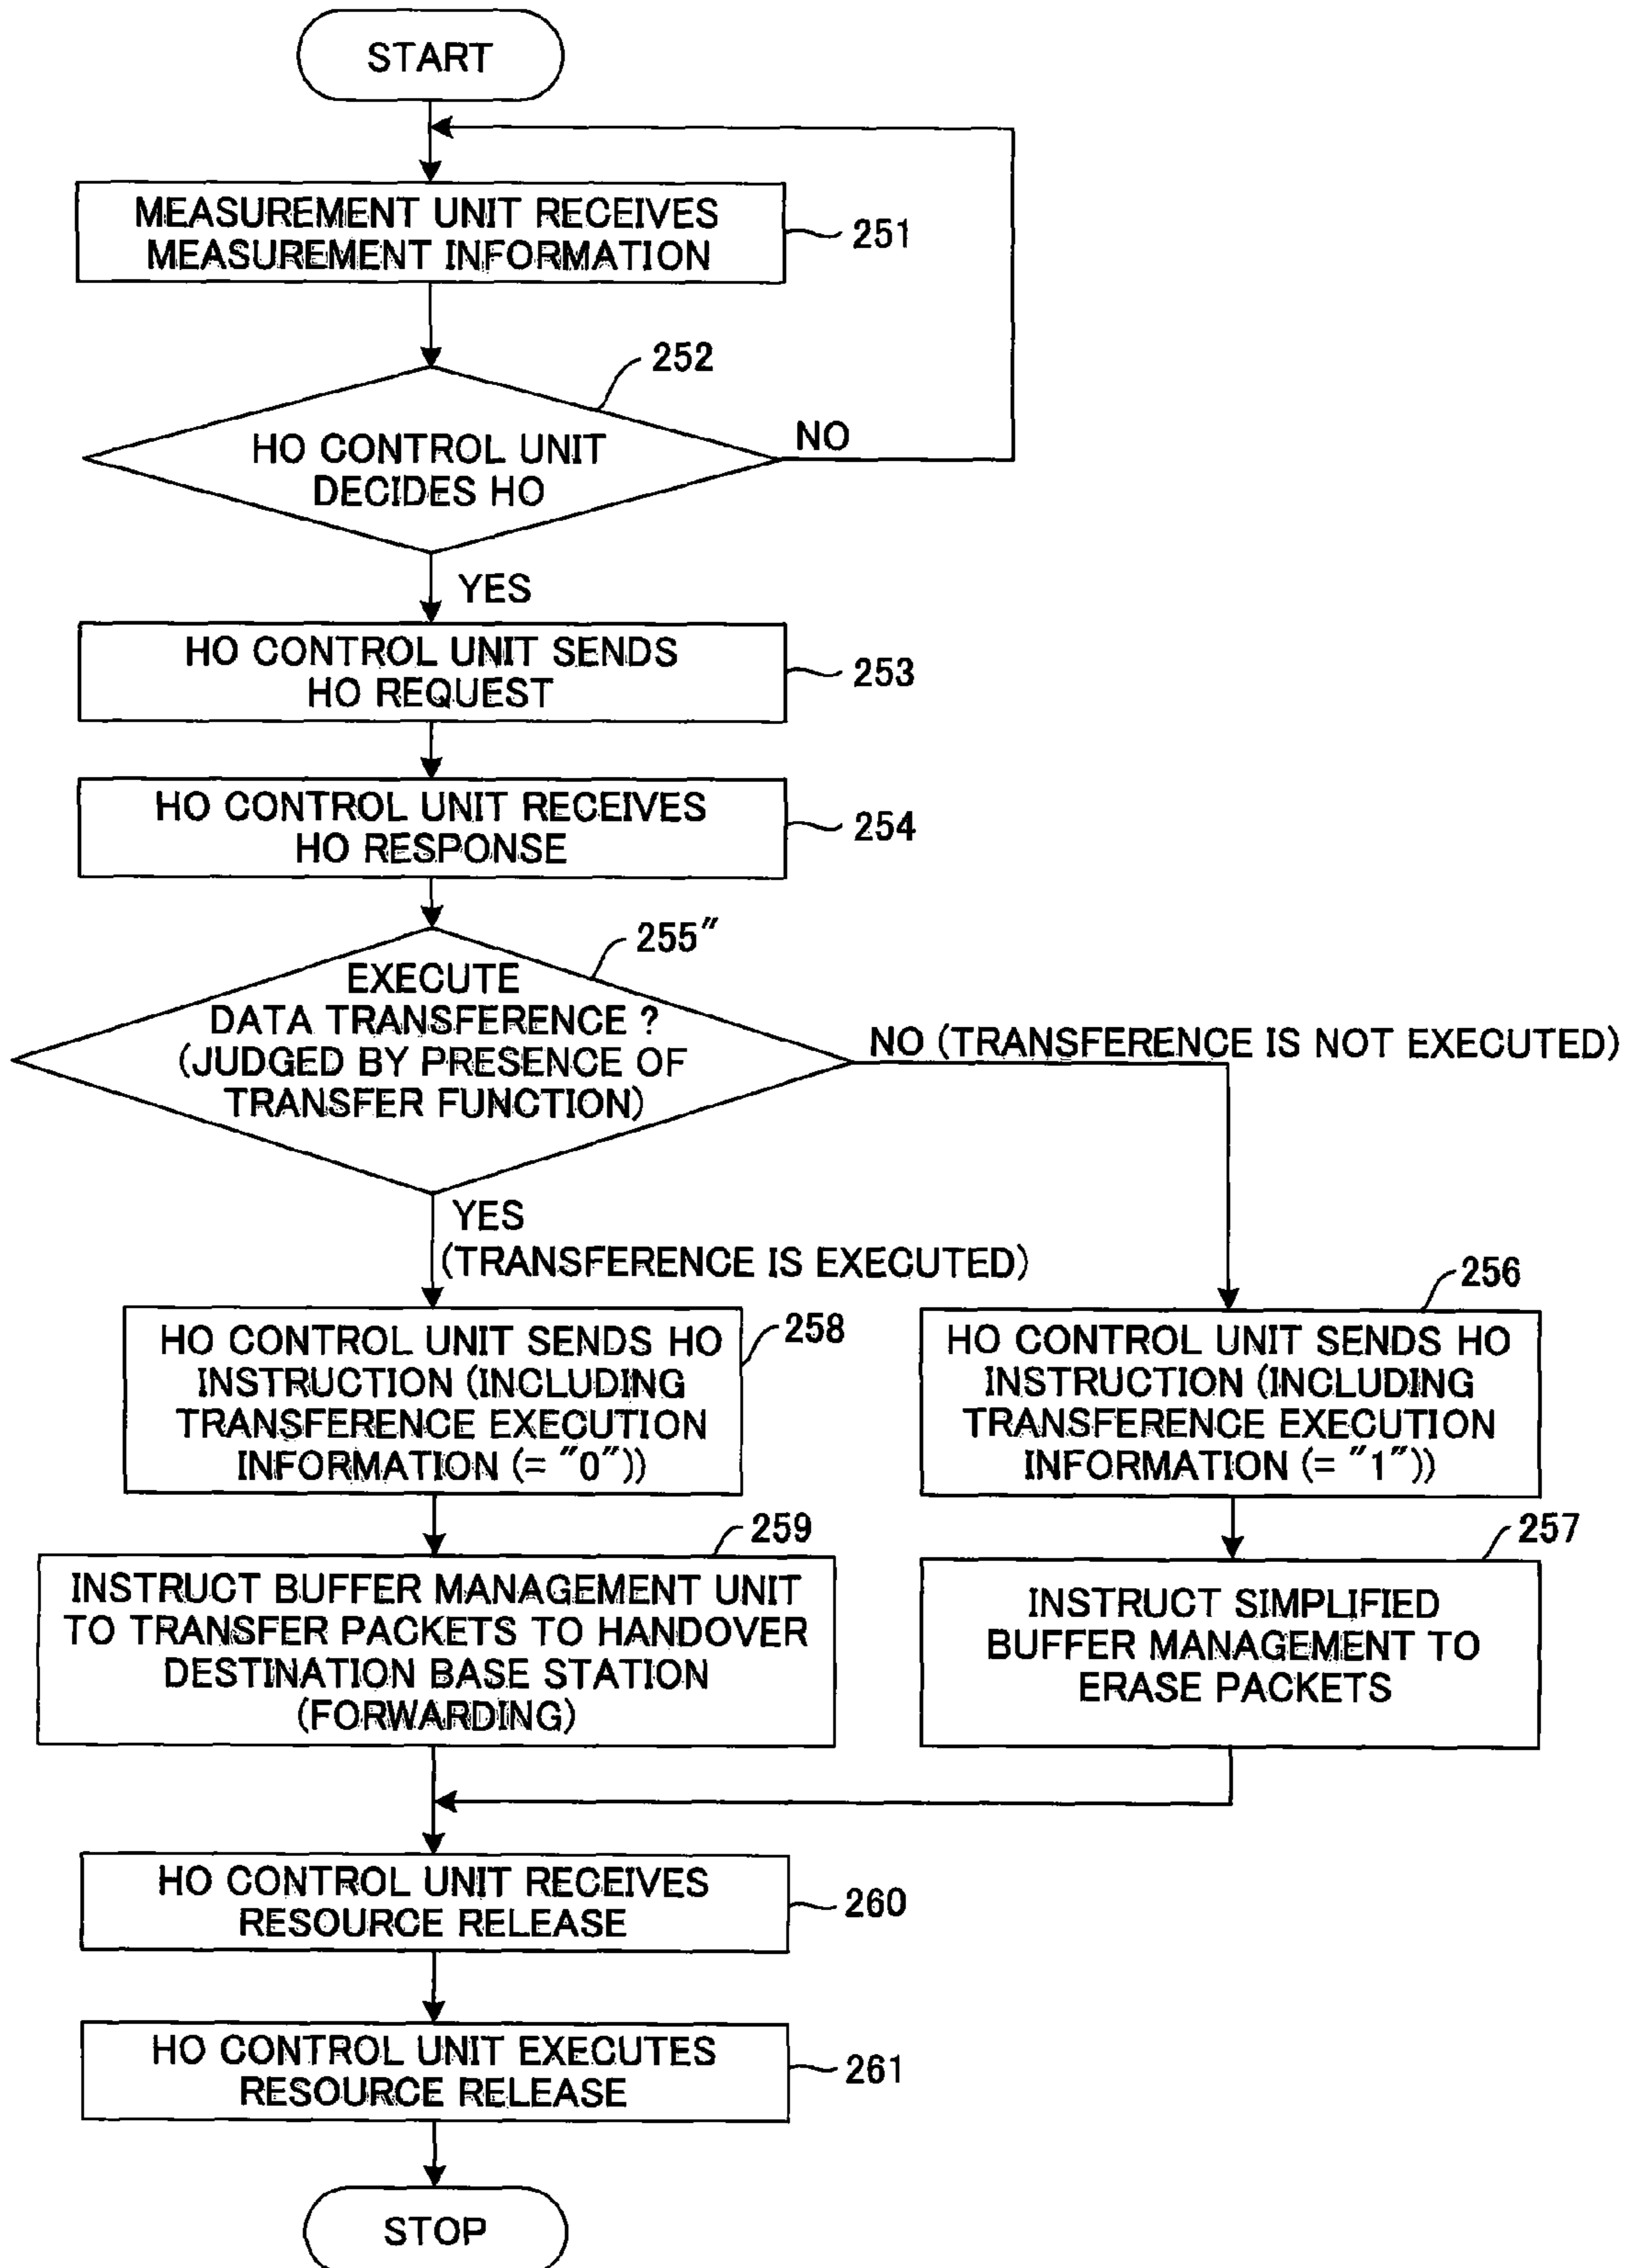 START
MEASUREMENT UNIT RECEIVES
MEASUREMENT INFORMATION
251
252
HO CONTROL UNIT
DECIDES HO
NO
YES
HO CONTROL UNIT SENDS
HO REQUEST
253
HO CONTROL UNIT RECEIVES
HO RESPONSE
254
255″
EXECUTE
DATA TRANSFERENCE ?
(JUDGED BY PRESENCE OF
TRANSFER FUNCTION)
NO (TRANSFERENCE IS NOT EXECUTED)
YES
(TRANSFERENCE IS EXECUTED)
258
HO CONTROL UNIT SENDS HO
INSTRUCTION (INCLUDING
TRANSFERENCE EXECUTION
INFORMATION (= ″0″))
256
HO CONTROL UNIT SENDS HO
INSTRUCTION (INCLUDING
TRANSFERENCE EXECUTION
INFORMATION (= ″1″))
259
INSTRUCT BUFFER MANAGEMENT UNIT
TO TRANSFER PACKETS TO HANDOVER
DESTINATION BASE STATION
(FORWARDING)
257
INSTRUCT SIMPLIFIED
BUFFER MANAGEMENT TO
ERASE PACKETS
HO CONTROL UNIT RECEIVES
RESOURCE RELEASE
260
HO CONTROL UNIT EXECUTES
RESOURCE RELEASE
261
STOP